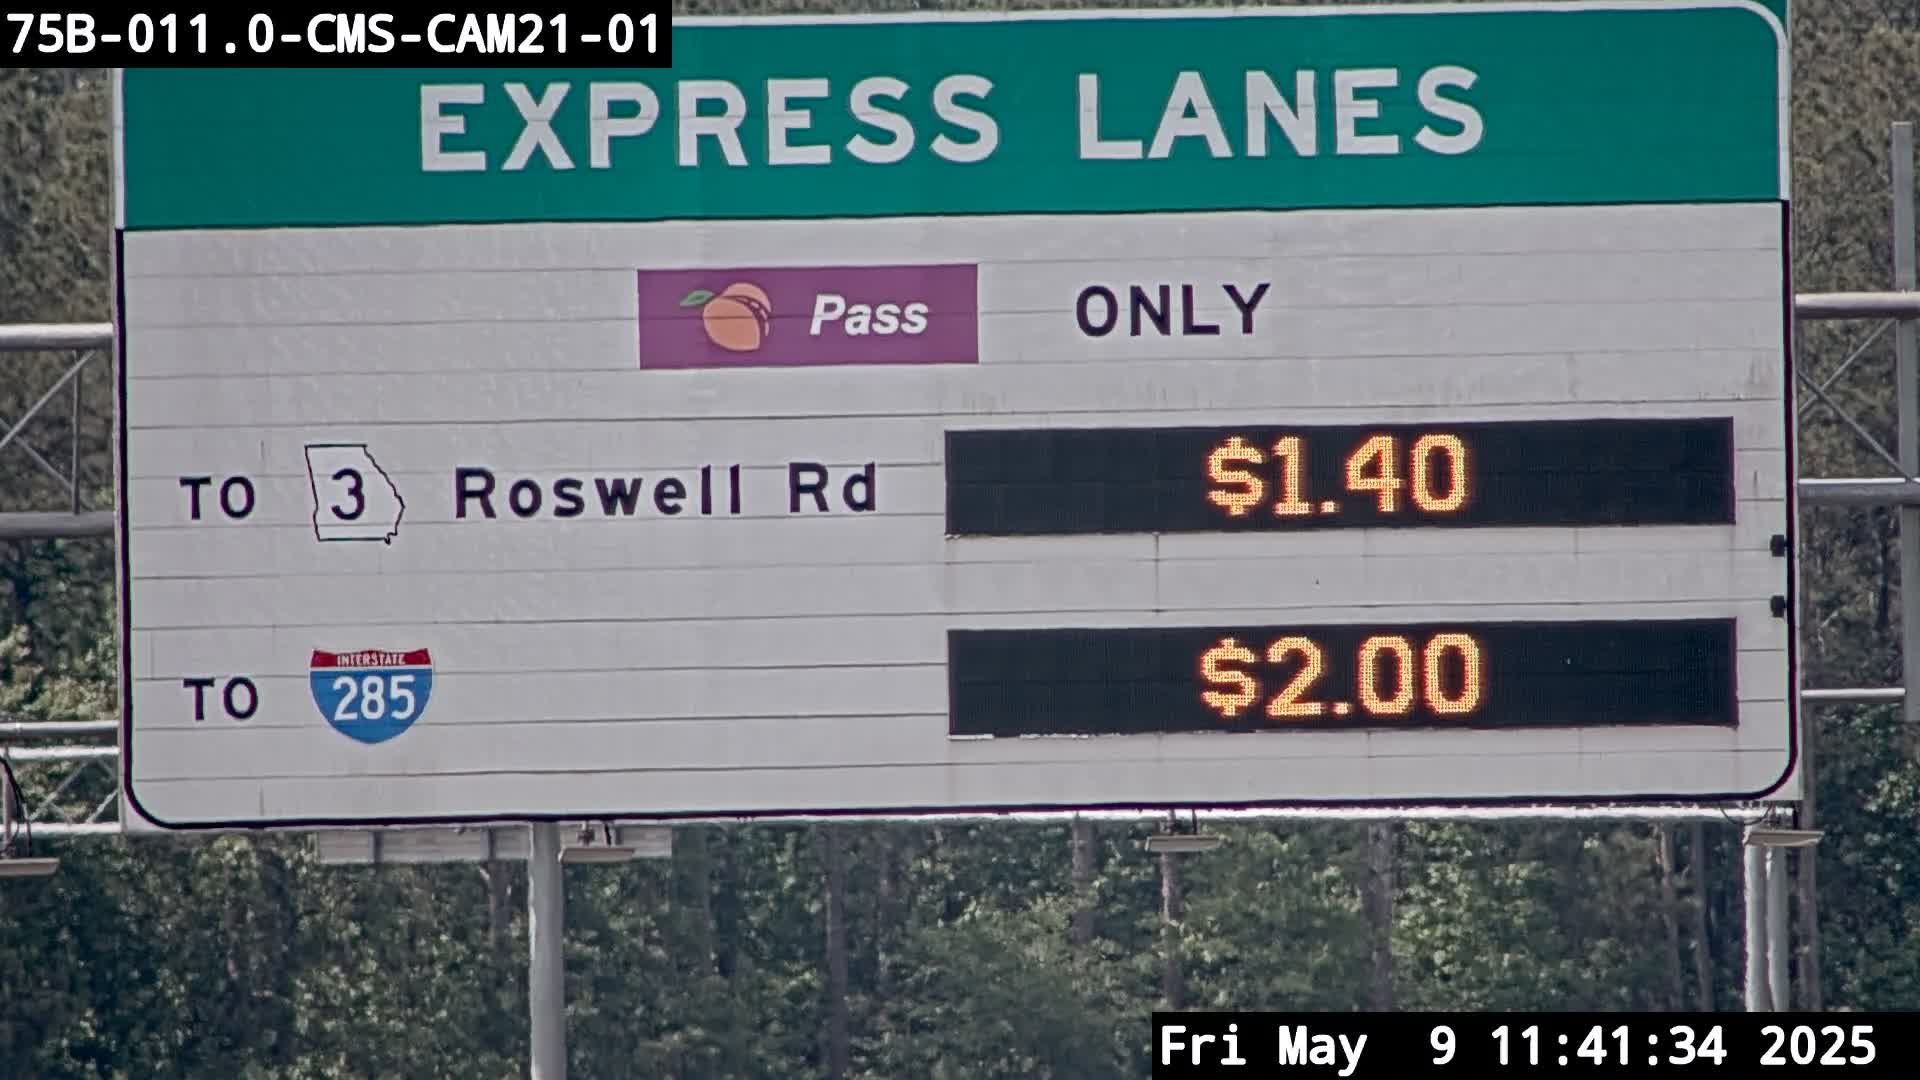 75B-011.0-CMS-CAM21-01
EXPRESS LANES
Pass ONLY
TO 3 Roswell Rd $1.40
INTERSTATE
TO 285 $2.00
Fri May 9 11:41:34 2025